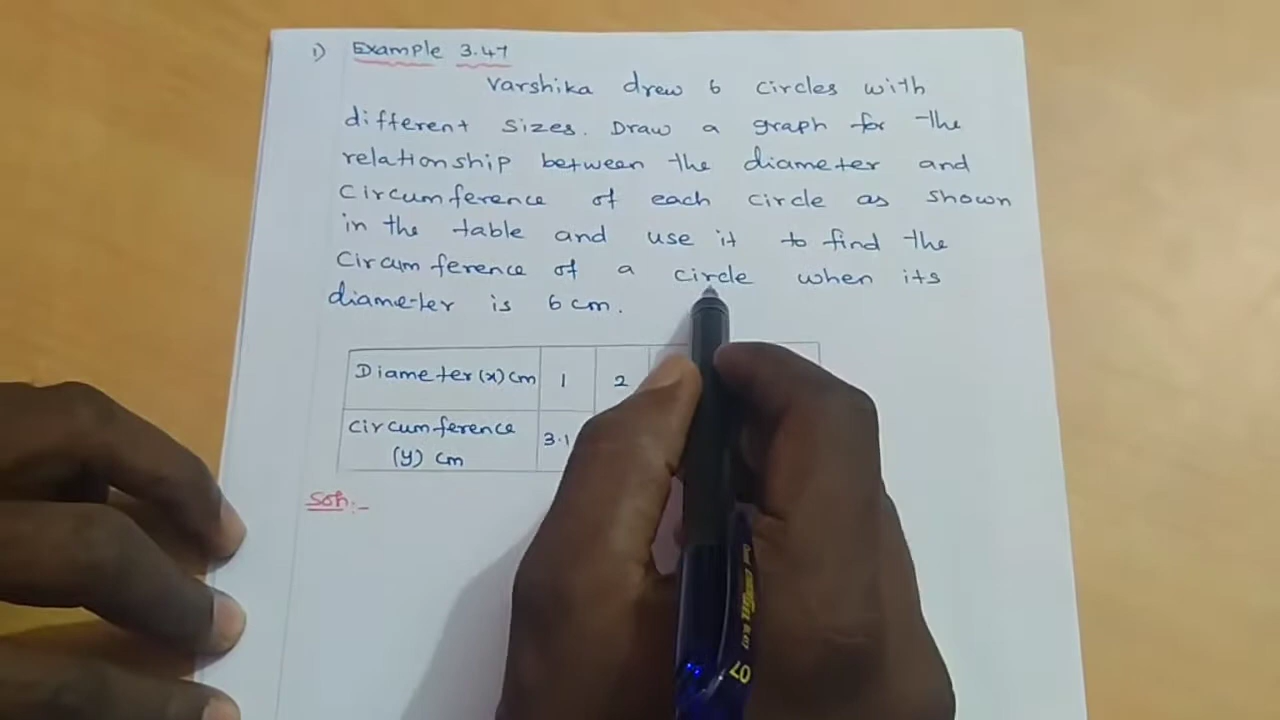 1) Example 3.47
Varshika drew 6 circles with
different sizes. Draw a graph for the
relationship between the diameter and
circumference of each circle as shown
in the table and use it to find the
circumference of a circle when its
diameter is 6 cm.
Diameter (x) cm 1 2
circumference (y) cm 3.1
Soln:-
07